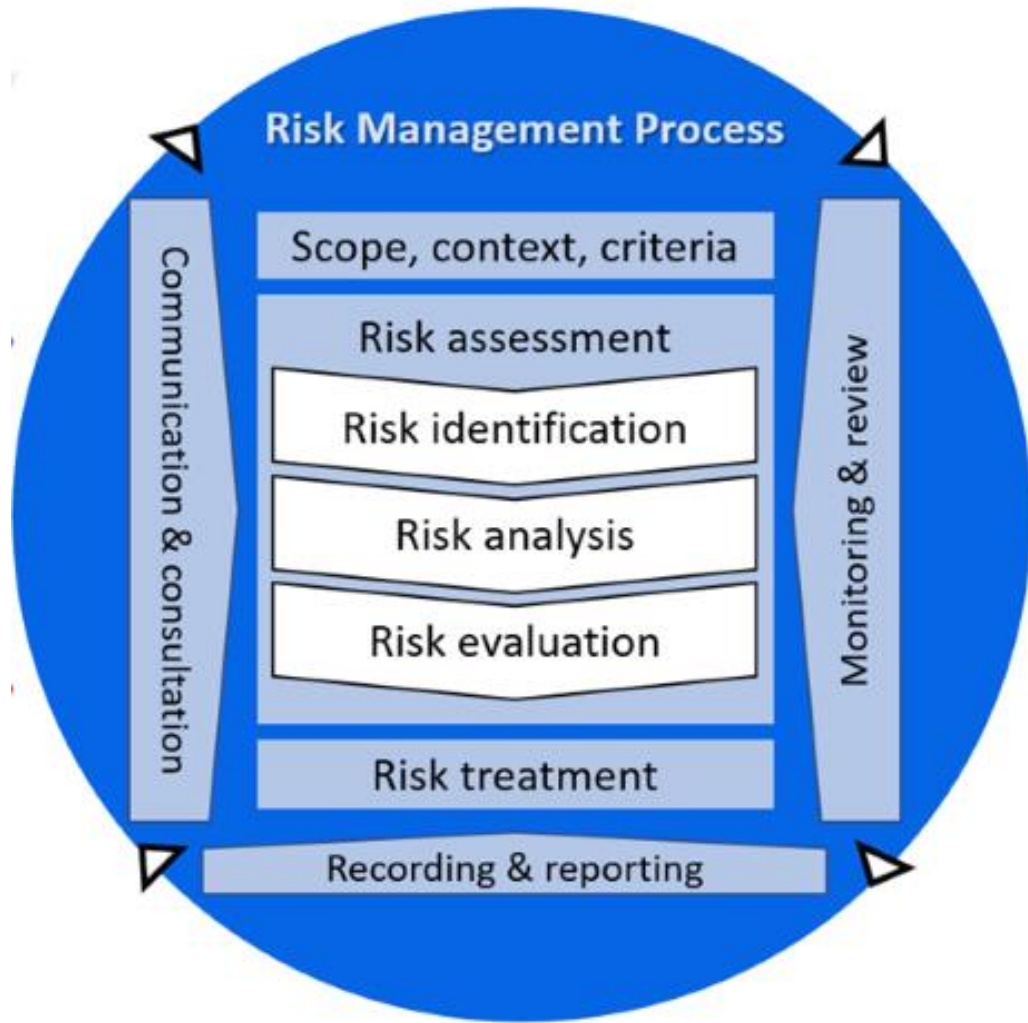 Risk Management Process
Communication & consultation
Scope, context, criteria
Risk assessment
Risk identification
Risk analysis
Risk evaluation
Risk treatment
Monitoring & review
Recording & reporting